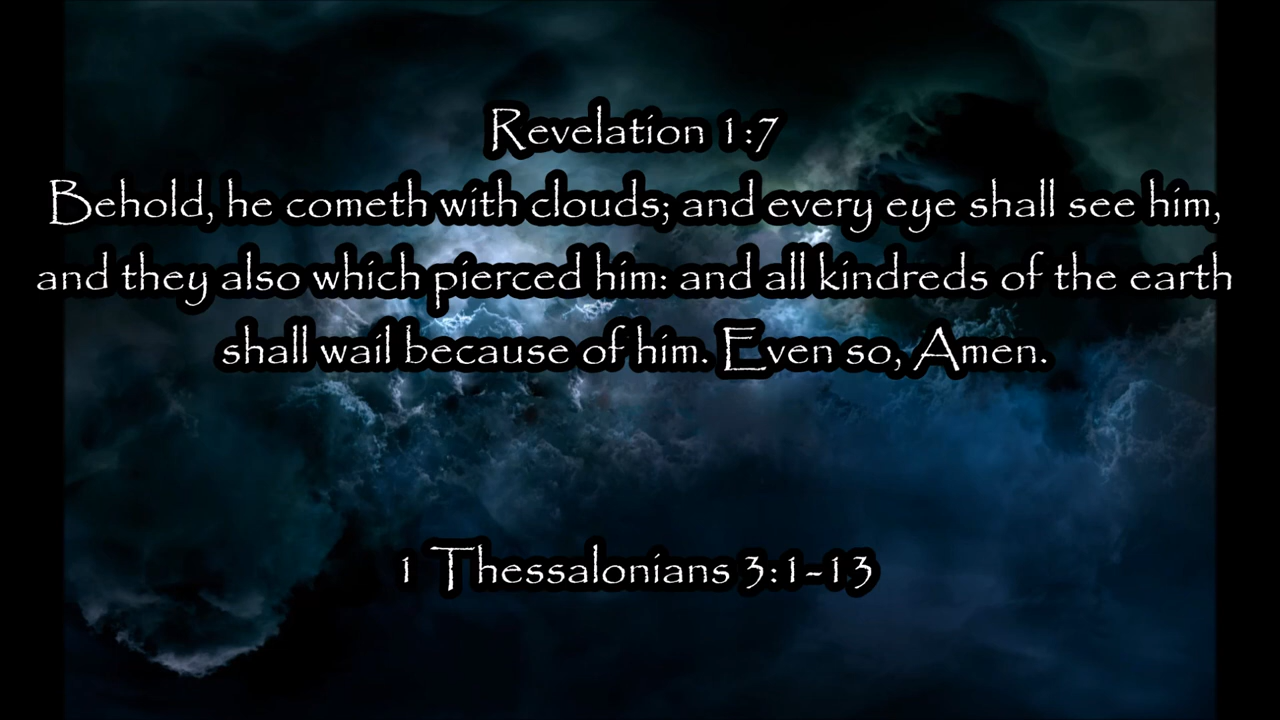 Revelation 1:7
Behold, he cometh with clouds; and every eye shall see him,
and they also which pierced him: and all kindreds of the earth
shall wail because of him. Even so, Amen.
1 Thessalonians 3:1-13